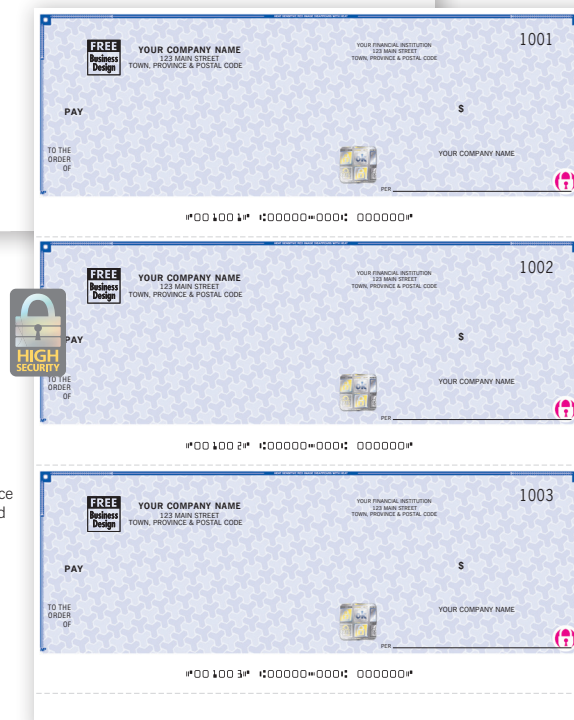 FREE
Business
Design
YOUR COMPANY NAME
123 MAIN STREET
TOWN, PROVINCE & POSTAL CODE
YOUR FINANCIAL INSTITUTION
123 MAIN STREET
TOWN, PROVINCE & POSTAL CODE
1001
PAY
$
TO THE
ORDER
OF
YOUR COMPANY NAME
PER
⑈001001⑈ ⑆00000⑉000⑆ 000000⑈
FREE
Business
Design
YOUR COMPANY NAME
123 MAIN STREET
TOWN, PROVINCE & POSTAL CODE
YOUR FINANCIAL INSTITUTION
123 MAIN STREET
TOWN, PROVINCE & POSTAL CODE
1002
HIGH
SECURITY
PAY
$
TO THE
ORDER
OF
YOUR COMPANY NAME
PER
⑈001002⑈ ⑆00000⑉000⑆ 000000⑈
FREE
Business
Design
YOUR COMPANY NAME
123 MAIN STREET
TOWN, PROVINCE & POSTAL CODE
YOUR FINANCIAL INSTITUTION
123 MAIN STREET
TOWN, PROVINCE & POSTAL CODE
1003
PAY
$
TO THE
ORDER
OF
YOUR COMPANY NAME
PER
⑈001003⑈ ⑆00000⑉000⑆ 000000⑈